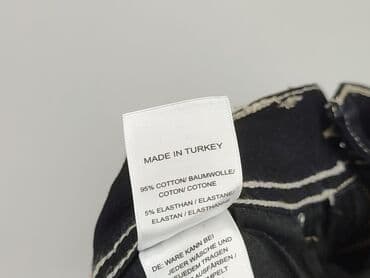 MADE IN TURKEY
95% COTTON/ BAUMWOLLE/
COTON/ COTONE
5% ELASTHAN / ELASTANE/
ELASTAN / ELASTHANNE
DE: WARE KANN BEI
JEDER WÄSCHE UND
TRAGEN
AUSFÄRBEN /